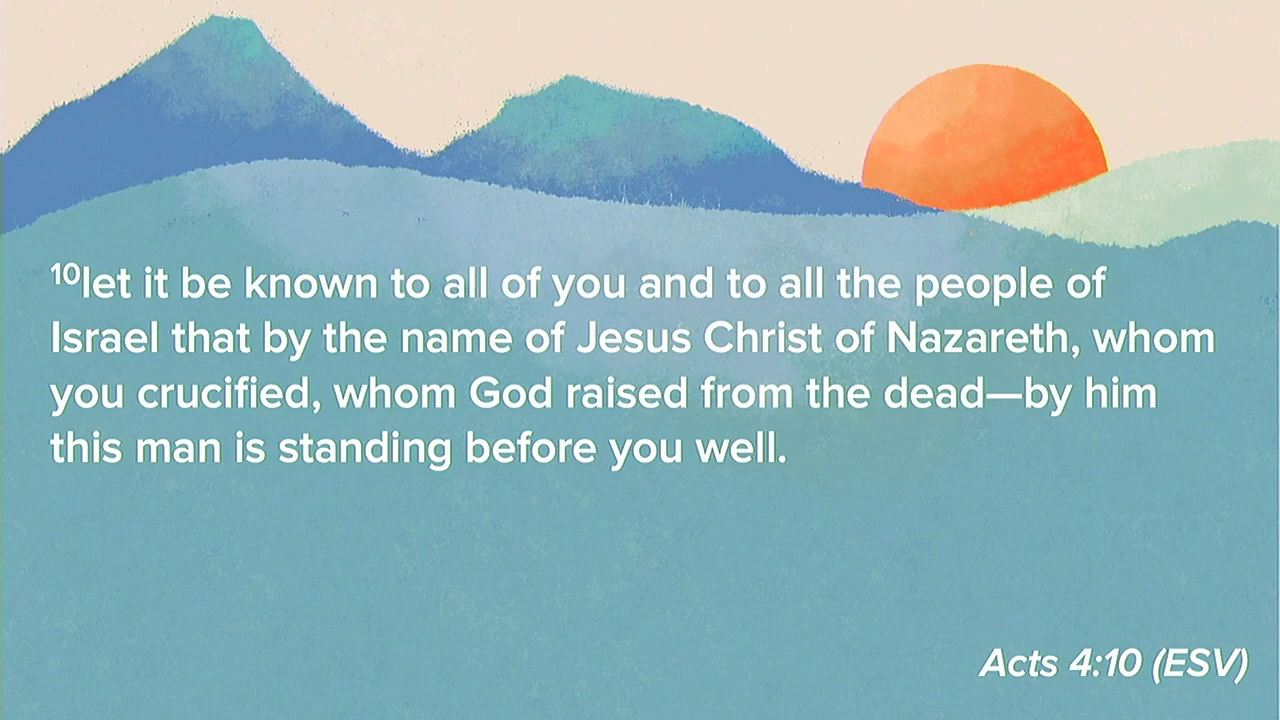 10let it be known to all of you and to all the people of
Israel that by the name of Jesus Christ of Nazareth, whom
you crucified, whom God raised from the dead—by him
this man is standing before you well.
Acts 4:10 (ESV)